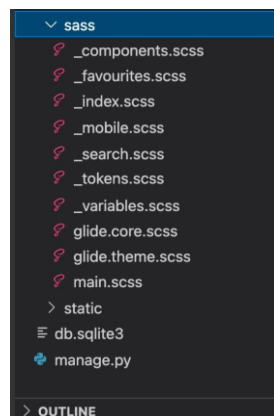 sass
_components.scss
_favourites.scss
_index.scss
_mobile.scss
_search.scss
_tokens.scss
_variables.scss
glide.core.scss
glide.theme.scss
main.scss
static
db.sqlite3
manage.py
OUTLINE